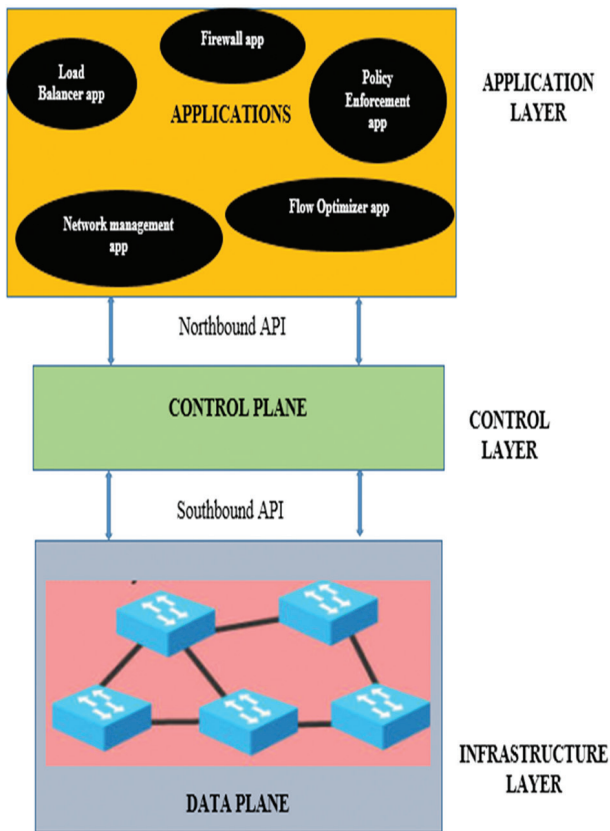 Firewall app
Load
Balancer app
Policy
Enforcement
app
APPLICATIONS
APPLICATION
LAYER
Flow Optimizer app
Network management
app
Northbound API
CONTROL PLANE
CONTROL
LAYER
Southbound API
DATA PLANE
INFRASTRUCTURE
LAYER